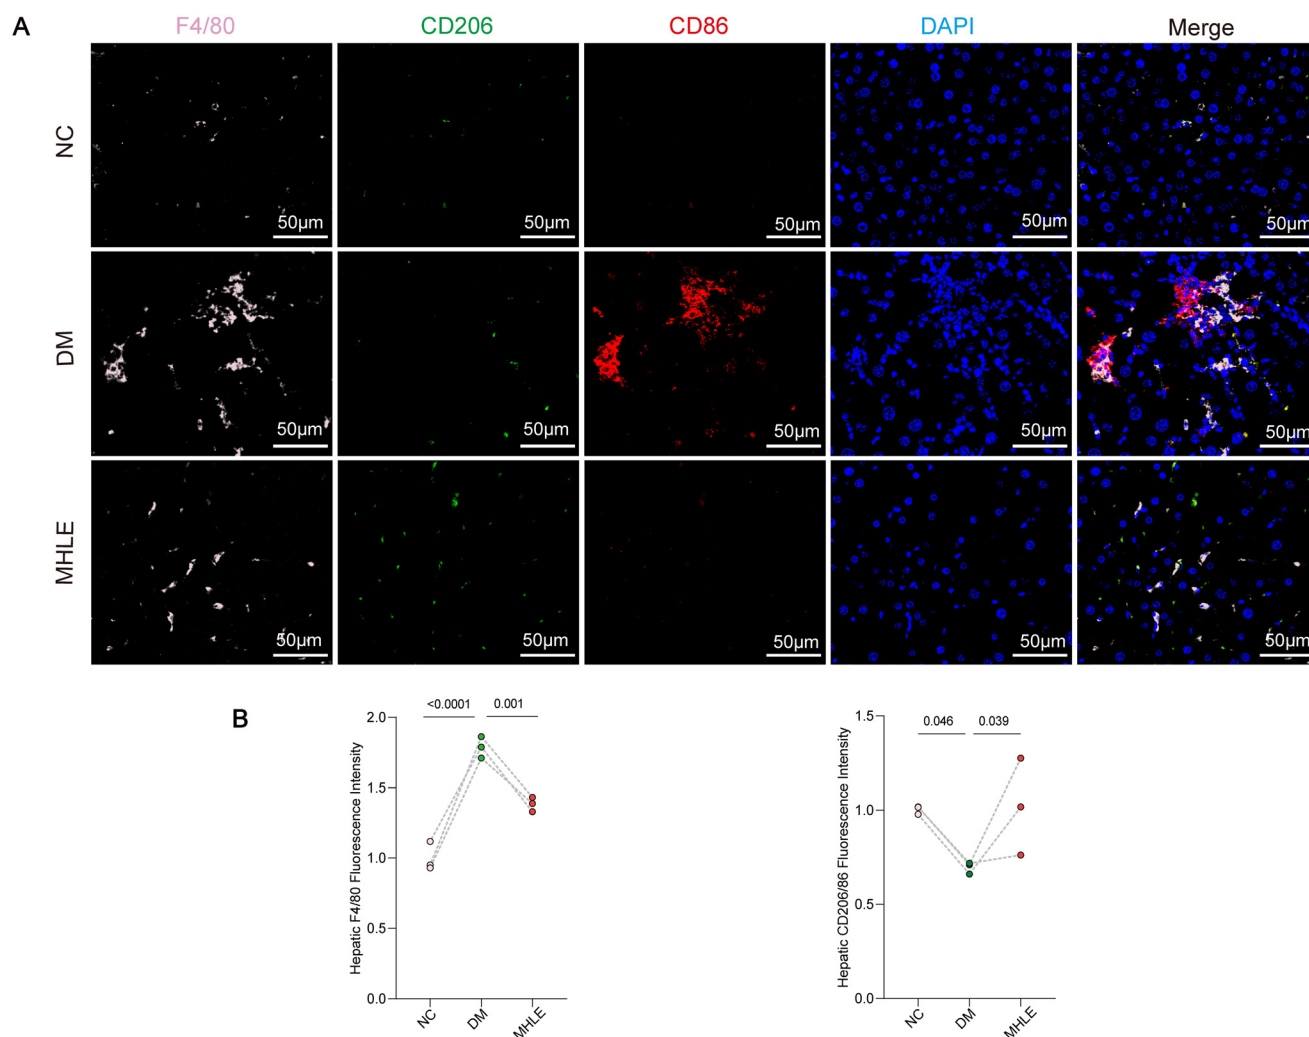 A
F4/80 CD206 CD86 DAPI Merge
NC
50µm 50µm 50µm 50µm 50µm
DM
50µm 50µm 50µm 50µm 50µm
MHLE
50µm 50µm 50µm 50µm 50µm
B
Hepatic F4/80 Fluorescence Intensity
<0.0001 0.001
2.0
1.5
1.0
0.5
0.0
NC DM MHLE
Hepatic CD206/86 Fluorescence Intensity
0.046 0.039
1.5
1.0
0.5
0.0
NC DM MHLE